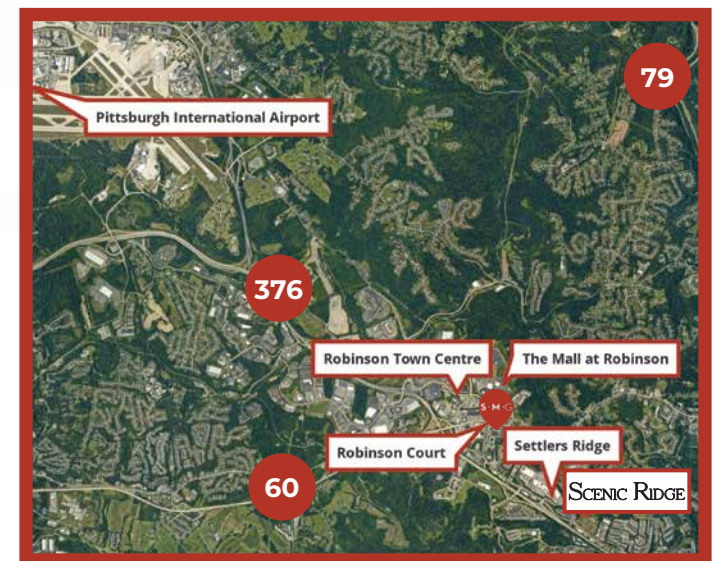 79
Pittsburgh International Airport
376
Robinson Town Centre
The Mall at Robinson
S·M·G
Robinson Court
Settlers Ridge
60
SCENIC RIDGE